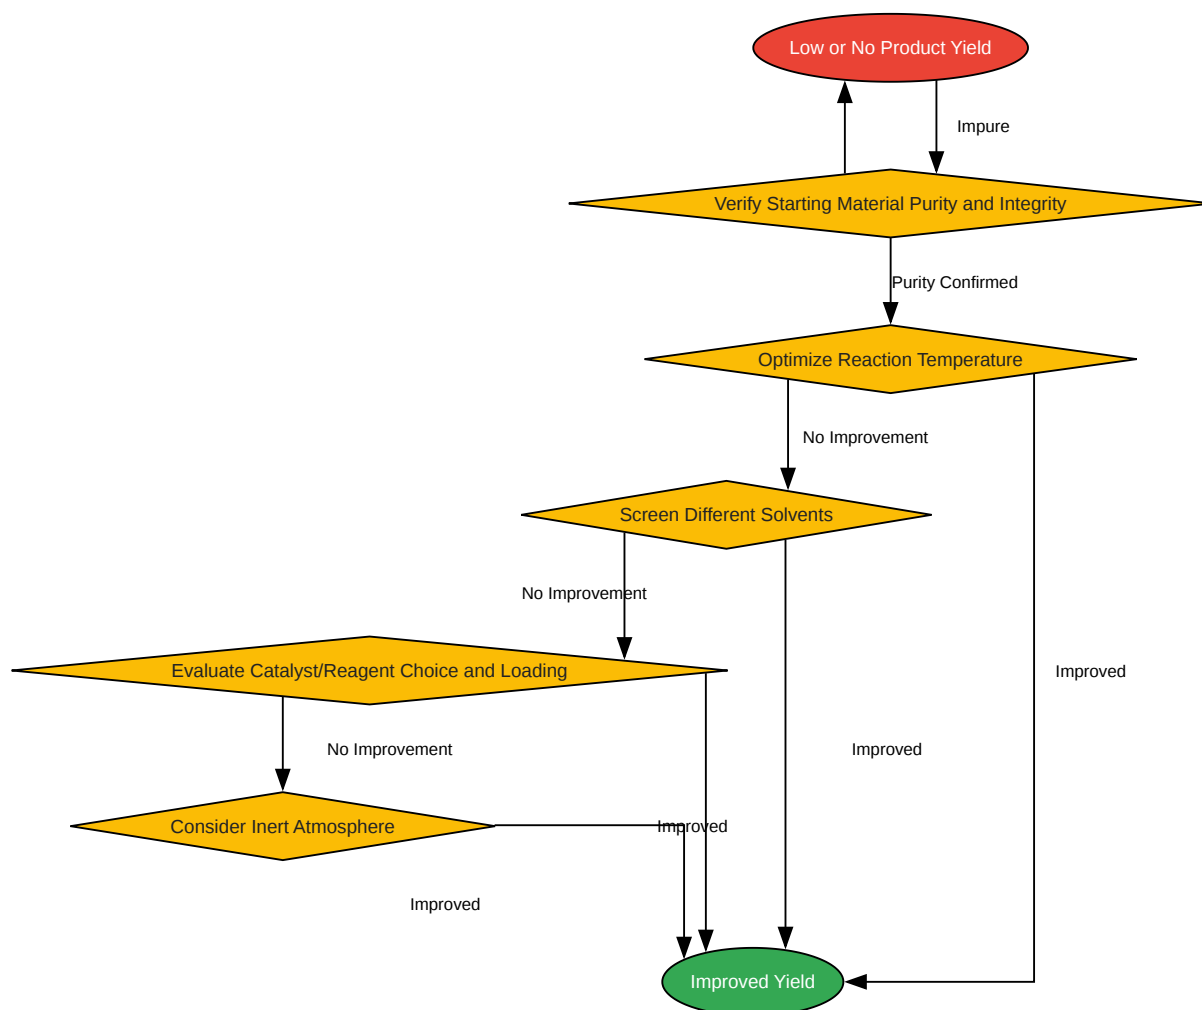 Low or No Product Yield
Impure
Verify Starting Material Purity and Integrity
Purity Confirmed
Optimize Reaction Temperature
No Improvement
Screen Different Solvents
No Improvement
Evaluate Catalyst/Reagent Choice and Loading
Improved
No Improvement
Improved
Consider Inert Atmosphere
Improved
Improved
Improved Yield